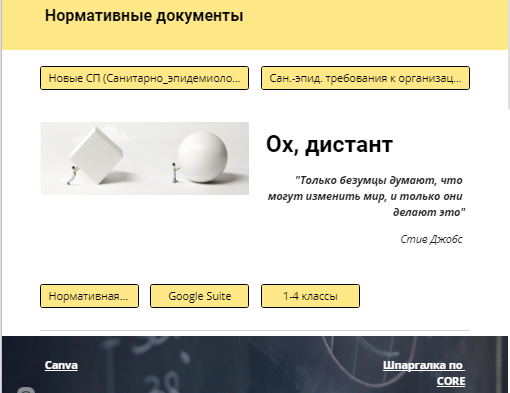 Нормативные документы
Новые СП (Санитарно_эпидемиоло...
Сан.-эпид. требования к организац...
Ох, дистант
"Только безумцы думают, что
могут изменить мир, и только они
делают это"
Стив Джобс
Нормативная...
Google Suite
1-4 классы
Canva
Шпаргалка по
CORE